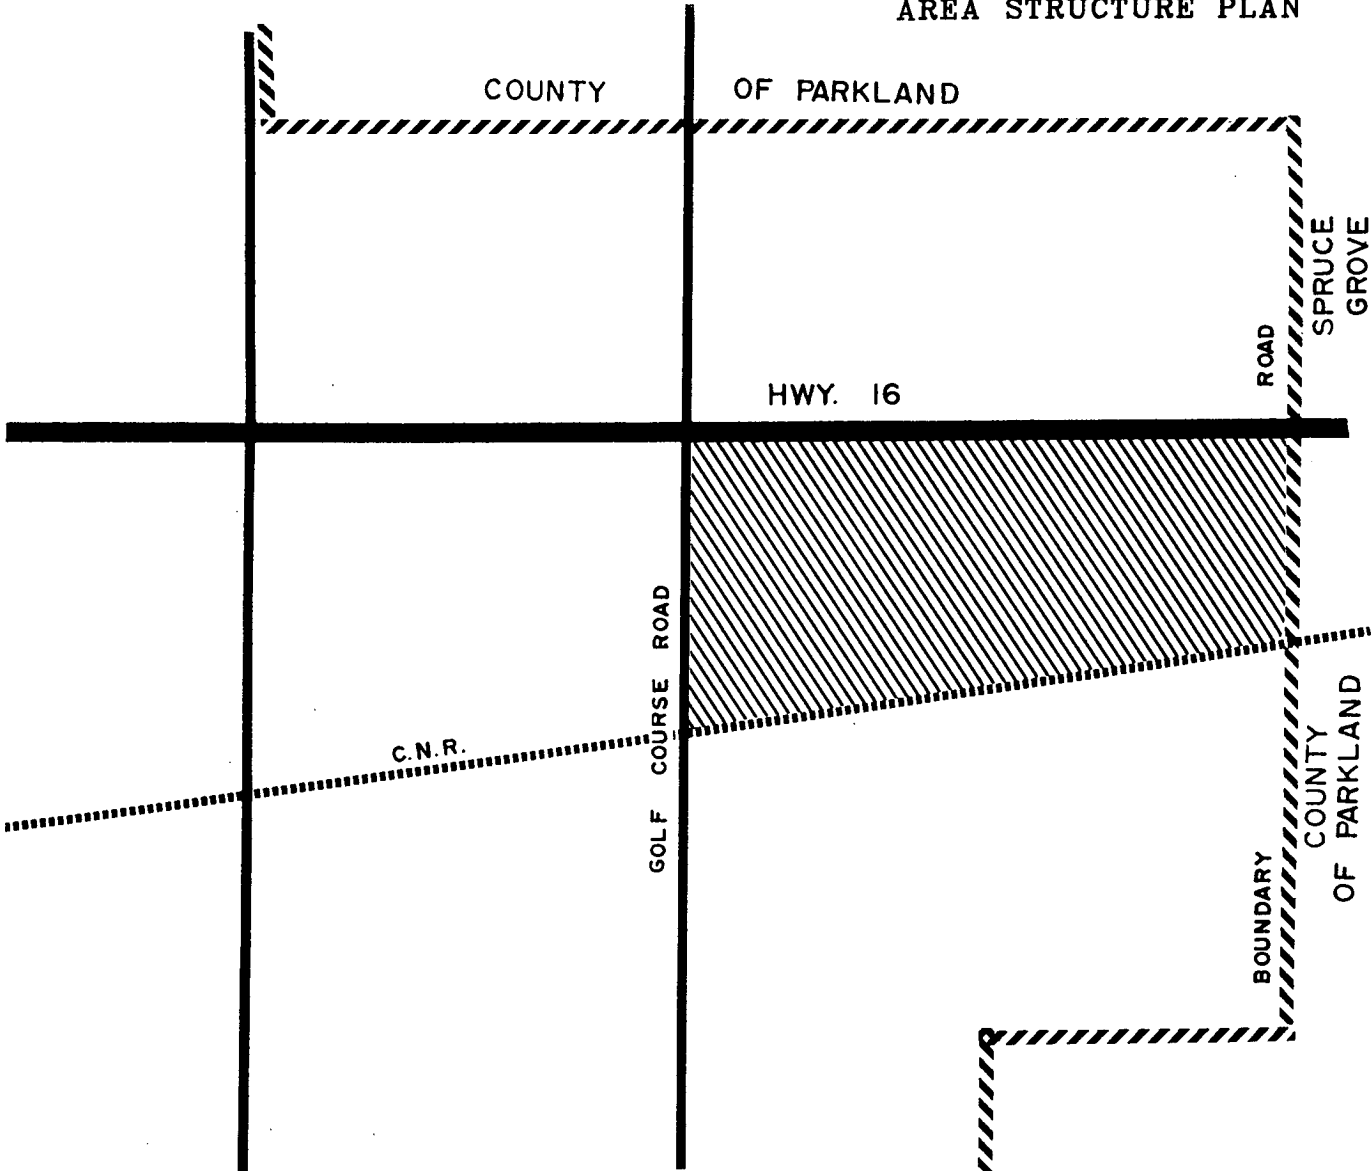 AREA STRUCTURE PLAN
COUNTY OF PARKLAND
SPRUCE
GROVE
ROAD
HWY. 16
GOLF COURSE ROAD
C.N.R.
COUNTY
OF PARKLAND
BOUNDARY